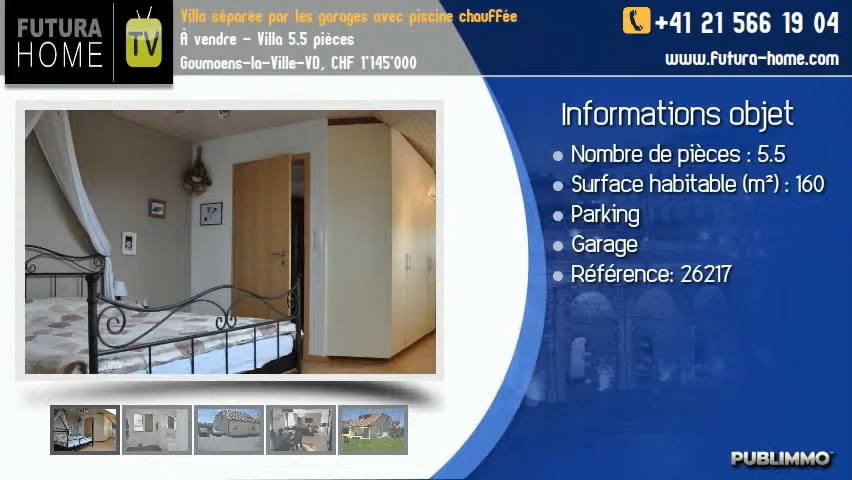 FUTURA
HOME
TV
Villa séparée par les garages avec piscine chauffée
À vendre - Villa 5.5 pièces
Goumoens-la-Ville-VD, CHF 1'145'000
+41 21 566 19 04
www.futura-home.com
Informations objet
Nombre de pièces : 5.5
Surface habitable (m²) : 160
Parking
Garage
Référence: 26217
PUBLIMMO